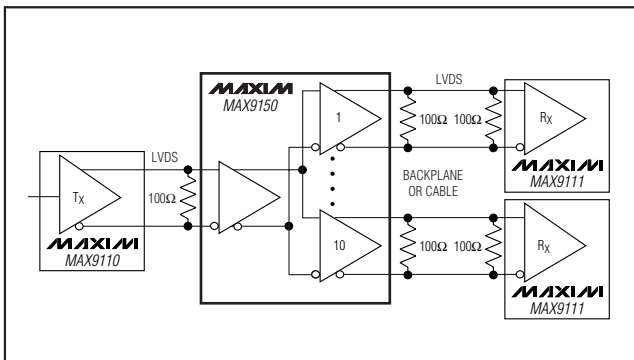 MAXIM
MAX9150
LVDS
1
100Ω
100Ω
RX
MAXIM
MAX9111
LVDS
TX
100Ω
MAXIM
MAX9110
BACKPLANE
OR CABLE
10
100Ω
100Ω
RX
MAXIM
MAX9111